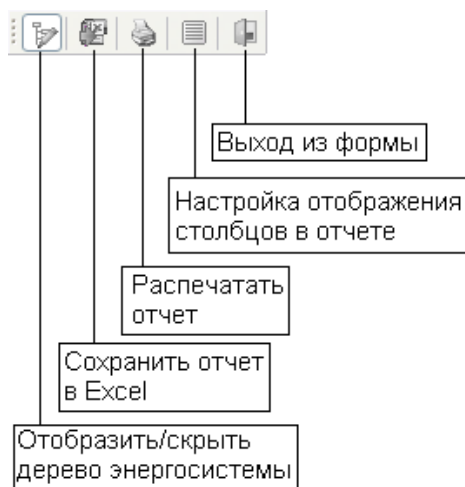 Выход из формы
Настройка отображения
столбцов в отчете
Распечатать
отчет
Сохранить отчет
в Excel
Отобразить/скрыть
дерево энергосистемы